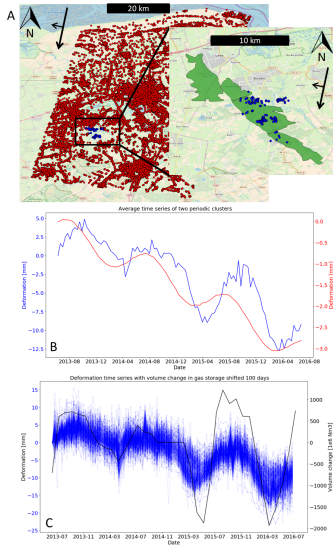 A
20 km
N
10 km
N
Average time series of two periodic clusters
Deformation [mm]
5.0
2.5
0.0
−2.5
−5.0
−7.5
−10.0
−12.5
0.0
−1.0
−2.0
−3.0
Deformation [mm]
B
2013-08 2013-12 2014-04 2014-08 2014-12 2015-04 2015-08 2015-12 2016-04 2016-08
Date
Deformation time series with volume change in gas storage shifted 100 days
Deformation [mm]
15
10
5
0
−5
−10
−15
−20
1000
500
0
−500
−1000
−1500
−2000
Volume change [1e6 Nm3]
C
2013-07 2013-11 2014-03 2014-07 2014-11 2015-03 2015-07 2015-11 2016-03 2016-07
Date